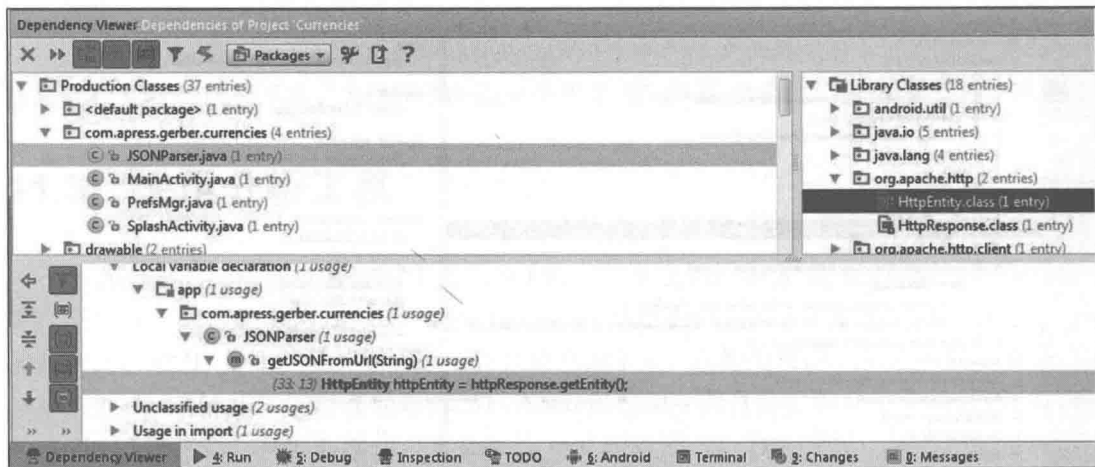 Dependency Viewer Dependencies of Project 'Currencies'
Packages
?
Production Classes (37 entries)
<default package> (1 entry)
com.apress.gerber.currencies (4 entries)
JSONParser.java (1 entry)
MainActivity.java (1 entry)
PrefsMgr.java (1 entry)
SplashActivity.java (1 entry)
drawable (2 entries)
Library Classes (18 entries)
android.util (1 entry)
java.io (5 entries)
java.lang (4 entries)
org.apache.http (2 entries)
HttpEntity.class (1 entry)
HttpResponse.class (1 entry)
org.apache.http.client (1 entry)
Local variable declaration (1 usage)
app (1 usage)
com.apress.gerber.currencies (1 usage)
JSONParser (1 usage)
getJSONFromUrl(String) (1 usage)
(33: 13) HttpEntity httpEntity = httpResponse.getEntity();
Unclassified usage (2 usages)
Usage in import (1 usage)
Dependency Viewer 4: Run 5: Debug Inspection TODO 6: Android Terminal 9: Changes 0: Messages